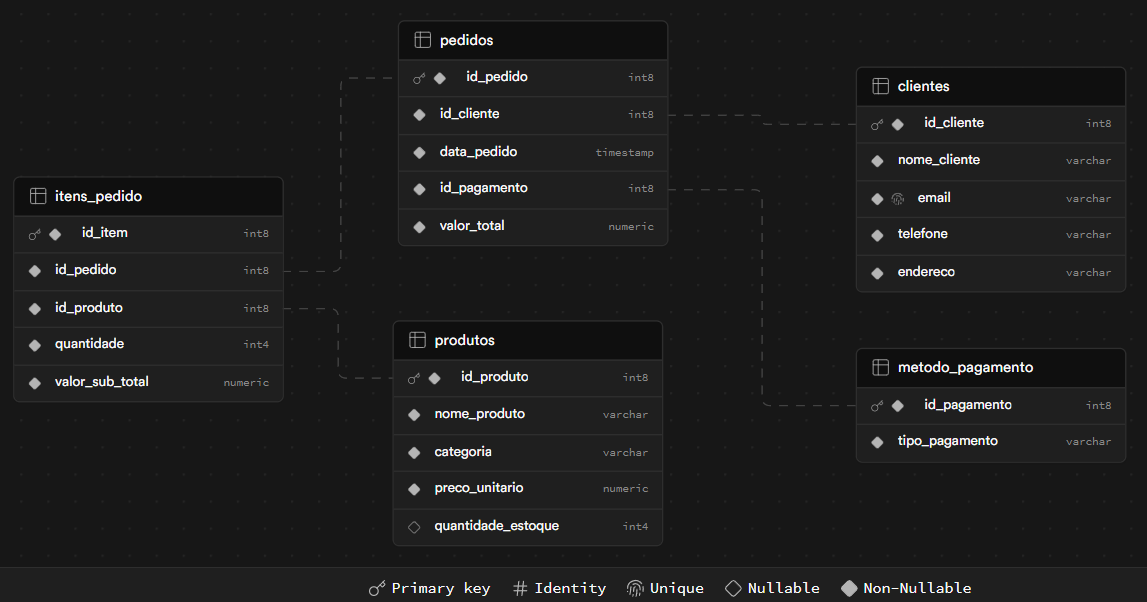 pedidos
id_pedido int8
id_cliente int8
data_pedido timestamp
id_pagamento int8
valor_total numeric
clientes
id_cliente int8
nome_cliente varchar
email varchar
telefone varchar
endereco varchar
itens_pedido
id_item int8
id_pedido int8
id_produto int8
quantidade int4
valor_sub_total numeric
produtos
id_produto int8
nome_produto varchar
categoria varchar
preco_unitario numeric
quantidade_estoque int4
metodo_pagamento
id_pagamento int8
tipo_pagamento varchar
Primary key Identity Unique Nullable Non-Nullable